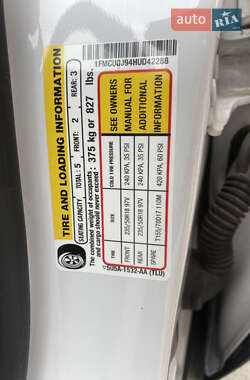 AUTO RIA
1FMCU0J94HUD42288
TIRE AND LOADING INFORMATION
SEATING CAPACITY TOTAL: 5 FRONT: 2 REAR: 3
The combined weight of occupants
and cargo should never exceed: 375 kg or 827 lbs.
TIRE SIZE COLD TIRE PRESSURE SEE OWNERS
FRONT 235/50R18 97V 240 KPA, 35 PSI MANUAL FOR
REAR 235/50R18 97V 240 KPA, 35 PSI ADDITIONAL
SPARE T155/70D17 110M 420 KPA, 60 PSI INFORMATION
1532-AA (TLU)